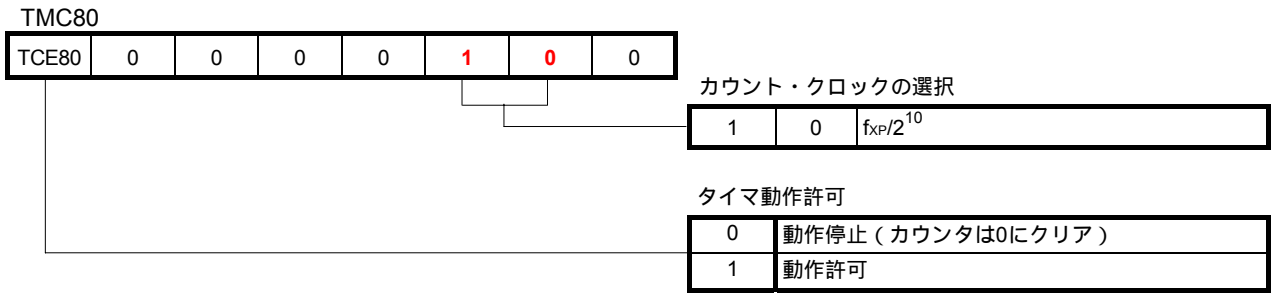 TMC80
TCE80 0 0 0 0 1 0 0
カウント・クロックの選択
1 0 fXP/2^10
タイマ動作許可
0 動作停止(カウンタは0にクリア)
1 動作許可